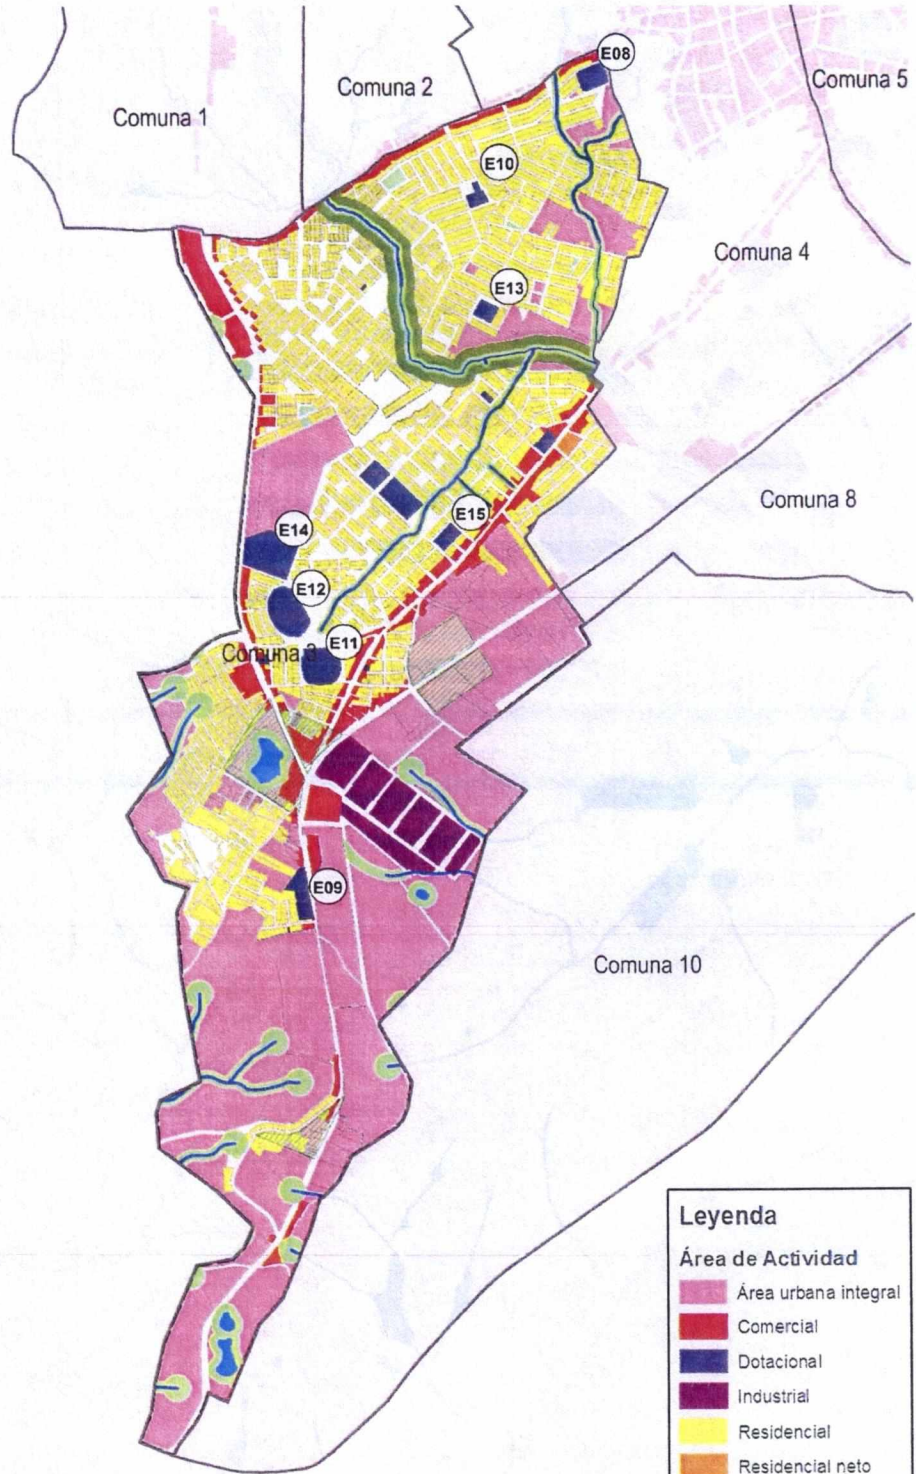 E08
Comuna 5
Comuna 2
Comuna 1
E10
Comuna 4
E13
Comuna 8
E15
E14
E12
E11
Comuna 3
E09
Comuna 10
Leyenda
Área de Actividad
Área urbana integral
Comercial
Dotacional
Industrial
Residencial
Residencial neto